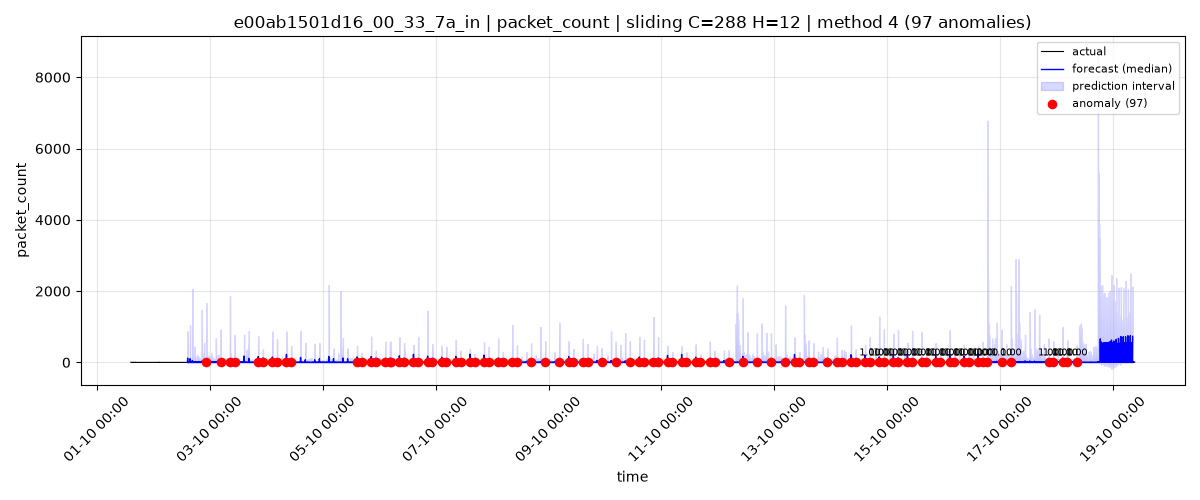 e00ab1501d16_00_33_7a_in | packet_count | sliding C=288 H=12 | method 4 (97 anomalies)
actual
forecast (median)
prediction interval
anomaly (97)
packet_count
8000
6000
4000
2000
0
01-10 00:00
03-10 00:00
05-10 00:00
07-10 00:00
09-10 00:00
11-10 00:00
13-10 00:00
15-10 00:00
17-10 00:00
19-10 00:00
time